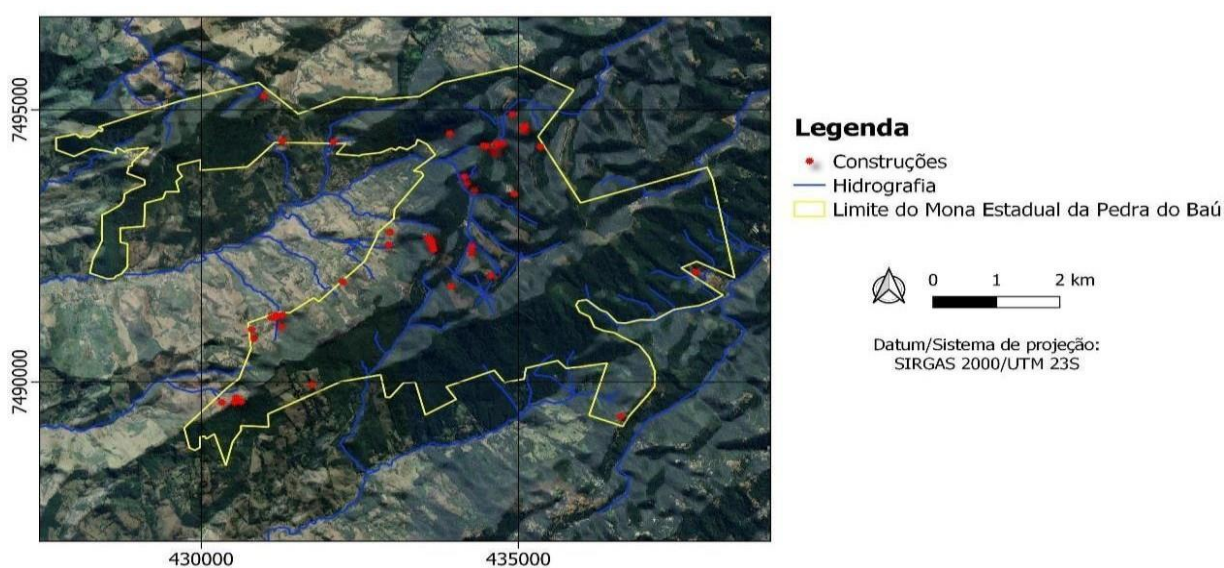 7495000
7490000
430000
435000
Legenda
Construções
Hidrografia
Limite do Mona Estadual da Pedra do Baú
0 1 2 km
Datum/Sistema de projeção:
SIRGAS 2000/UTM 23S